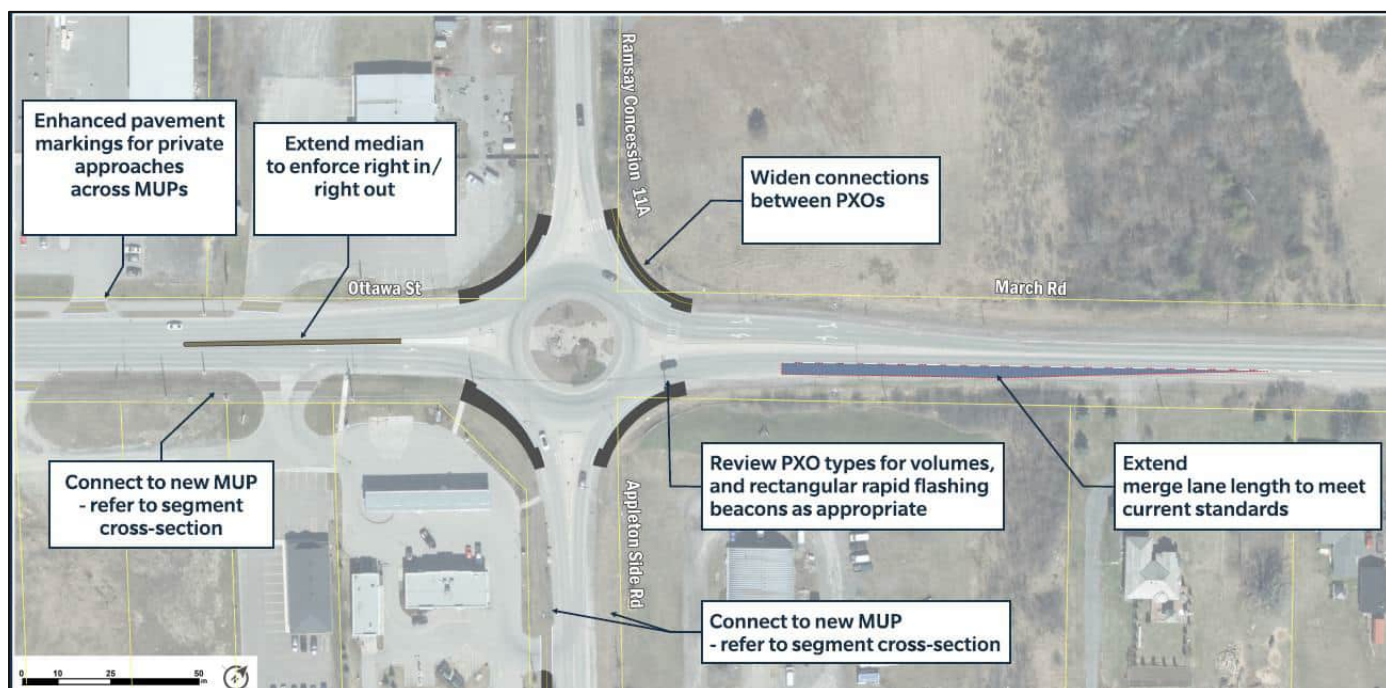 Enhanced pavement
markings for private
approaches
across MUPs
Extend median
to enforce right in/
right out
Ramsay Concession 11A
Widen connections
between PXOs
Ottawa St
March Rd
Connect to new MUP
- refer to segment
cross-section
Appleton Side Rd
Review PXO types for volumes,
and rectangular rapid flashing
beacons as appropriate
Extend
merge lane length to meet
current standards
Connect to new MUP
- refer to segment cross-section
0 10 25 50
m
N